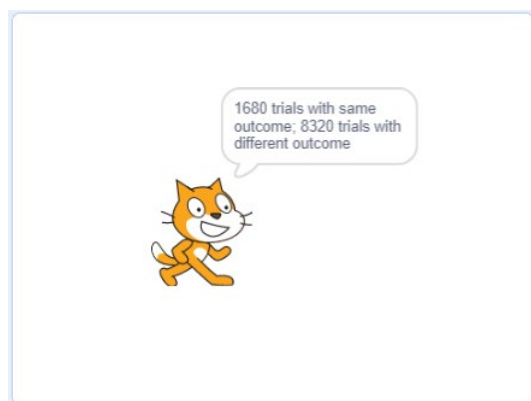 1680 trials with same
outcome; 8320 trials with
different outcome